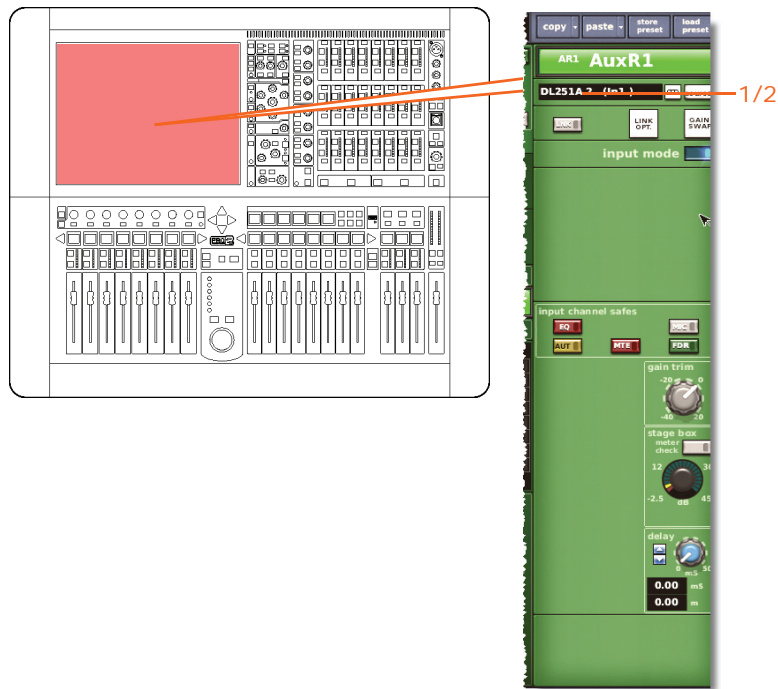 copy paste store preset load preset
AR1 AuxR1
DL251A 2 (In1)
1/2
LINK LINK OPT. GAIN SWAP
input mode
input channel safes
EQ MIC
AUT MTE FDR
gain trim
-20 0
-40 20
stage box
meter check
12
-2.5 dB 45
delay
0 50
mS
0.00 mS
0.00 m